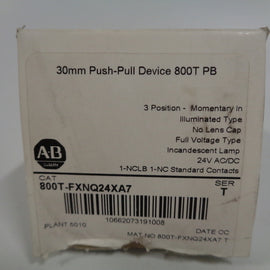 30mm Push-Pull Device 800T PB
3 Position - Momentary In
Illuminated Type
No Lens Cap
Full Voltage Type
Incandescent Lamp
24V AC/DC
1-NCLB 1-NC Standard Contacts
A·B
CAT
800T-FXNQ24XA7
SER
T
10662073191008
PLANT 6010
DATE CC
MAT.NO 800T-FXNQ24XA7 T